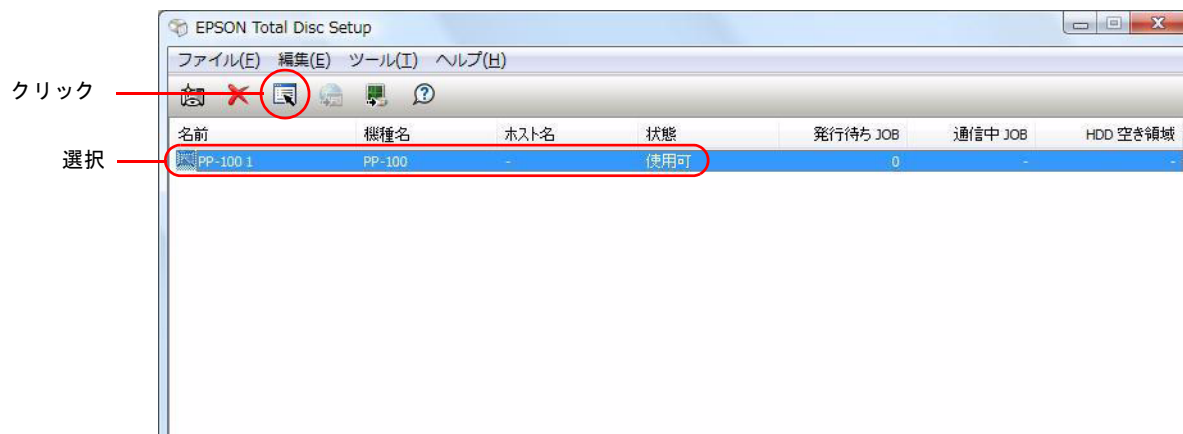 EPSON Total Disc Setup
ファイル(F) 編集(E) ツール(T) ヘルプ(H)
クリック
名前 機種名 ホスト名 状態 発行待ち JOB 通信中 JOB HDD 空き領域
選択
PP-100 1 PP-100 - 使用可 0 - -